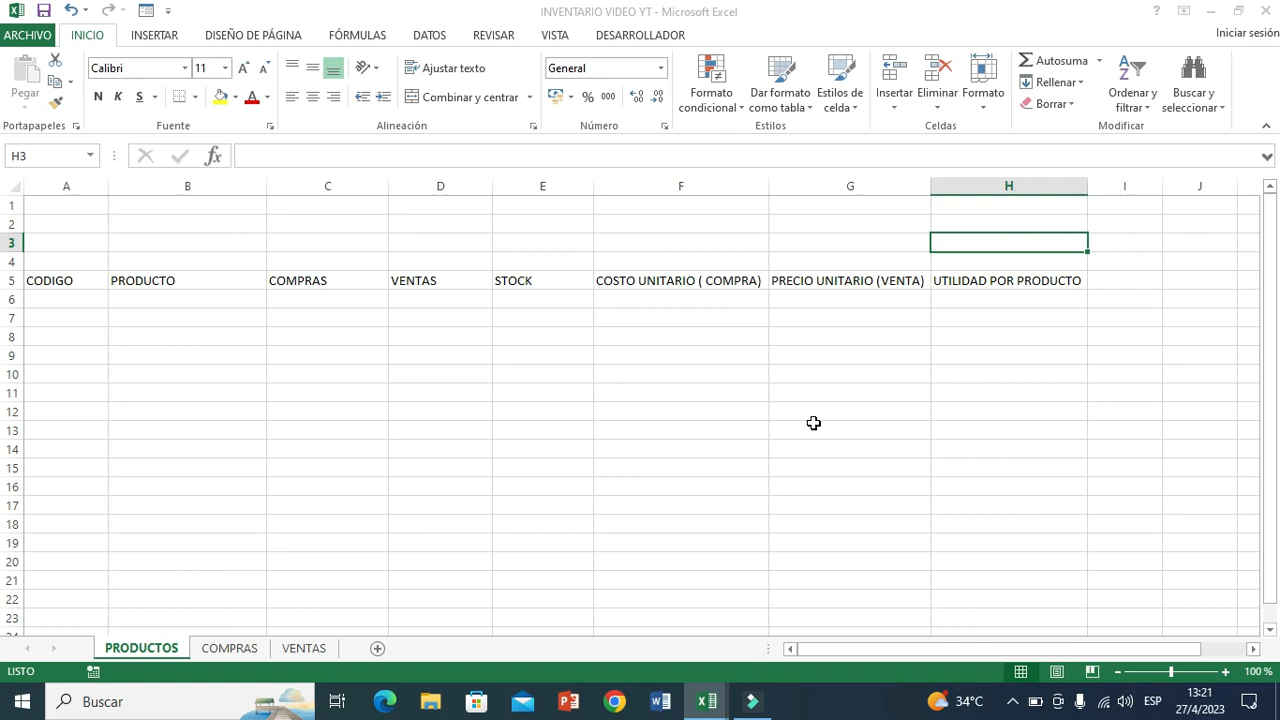 INVENTARIO VIDEO YT - Microsoft Excel
ARCHIVO INICIO INSERTAR DISEÑO DE PÁGINA FÓRMULAS DATOS REVISAR VISTA DESARROLLADOR Iniciar sesión
Calibri 11 Ajustar texto General Autosuma
Pegar Formato condicional Dar formato como tabla Estilos de celda Insertar Eliminar Formato Rellenar Ordenar y filtrar Buscar y seleccionar
N K S Combinar y centrar % 000 Borrar
Portapapeles Fuente Alineación Número Estilos Celdas Modificar
H3 fx
A B C D E F G H I J
1
2
3
4
5 CODIGO PRODUCTO COMPRAS VENTAS STOCK COSTO UNITARIO ( COMPRA) PRECIO UNITARIO (VENTA) UTILIDAD POR PRODUCTO
6
7
8
9
10
11
12
13
14
15
16
17
18
19
20
21
22
23
PRODUCTOS COMPRAS VENTAS
LISTO 100 %
Buscar 34°C ESP 13:21
27/4/2023